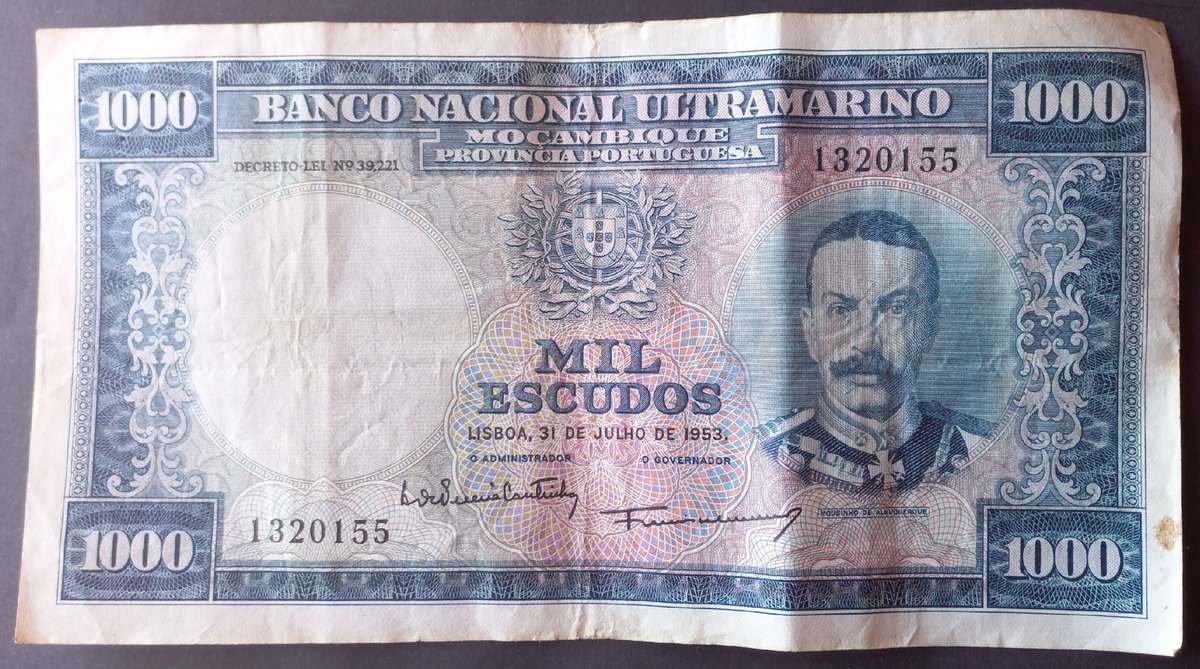 1000 BANCO NACIONAL ULTRAMARINO 1000
MOÇAMBIQUE
PROVÍNCIA PORTUGUESA
DECRETO-LEI Nº 39,221
1320155
MIL
ESCUDOS
LISBOA, 31 DE JULHO DE 1953.
O ADMINISTRADOR O GOVERNADOR
MOUSINHO DE ALBUQUERQUE
1320155
1000 1000